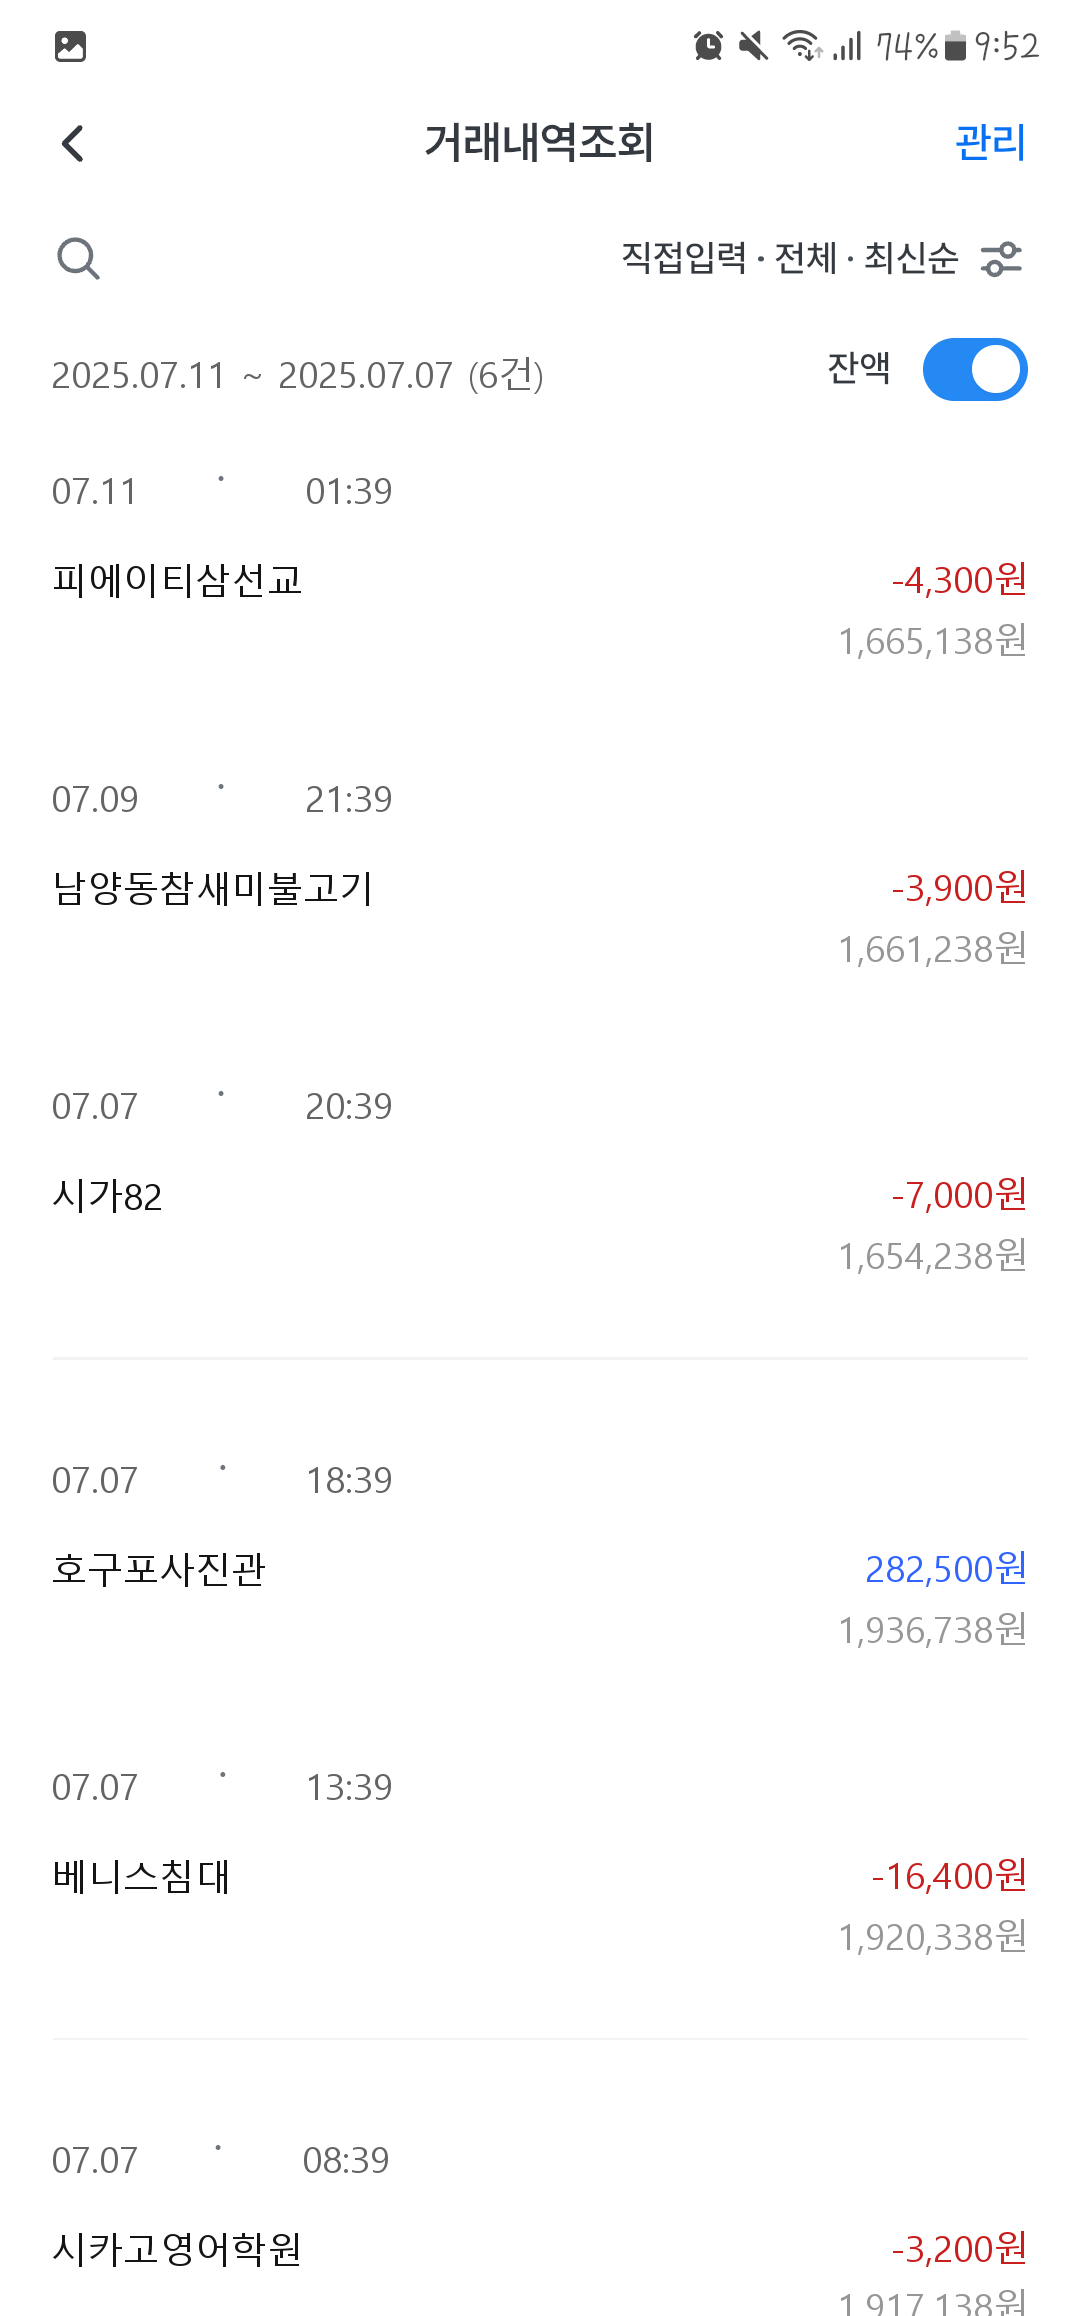 74% 9:52
거래내역조회
관리
직접입력 · 전체 · 최신순
2025.07.11 ~ 2025.07.07 (6건)
잔액
07.11 · 01:39
피에이티삼선교
-4,300원
1,665,138원
07.09 · 21:39
남양동참새미불고기
-3,900원
1,661,238원
07.07 · 20:39
시가82
-7,000원
1,654,238원
07.07 · 18:39
호구포사진관
282,500원
1,936,738원
07.07 · 13:39
베니스침대
-16,400원
1,920,338원
07.07 · 08:39
시카고영어학원
-3,200원
1,917,138원